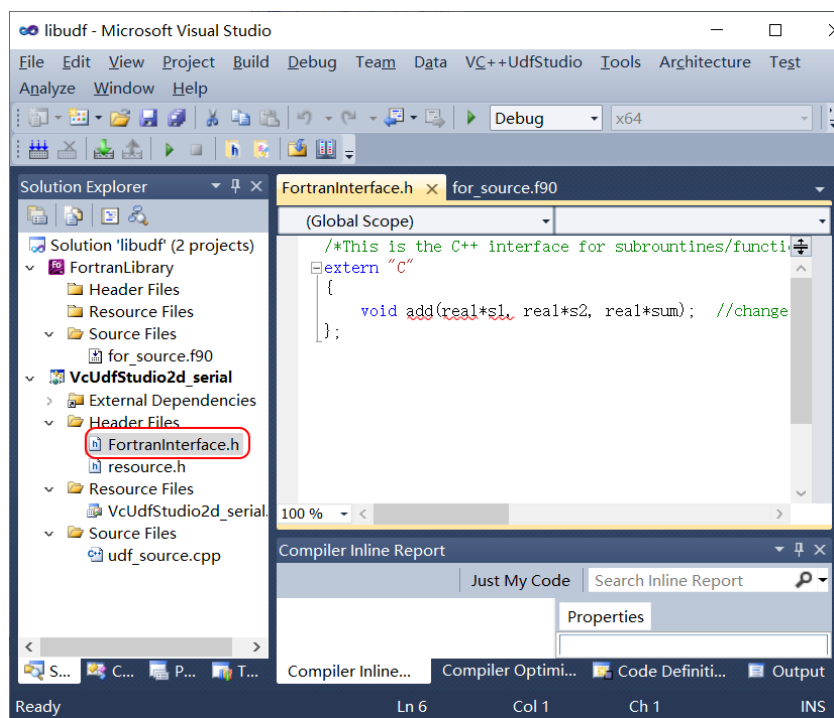 libudf - Microsoft Visual Studio
File Edit View Project Build Debug Team Data VC++UdfStudio Tools Architecture Test
Analyze Window Help
Debug x64
Solution Explorer
FortranInterface.h for_source.f90
(Global Scope)
Solution 'libudf' (2 projects)
FortranLibrary
Header Files
Resource Files
Source Files
for_source.f90
VcUdfStudio2d_serial
External Dependencies
Header Files
FortranInterface.h
resource.h
Resource Files
VcUdfStudio2d_serial.
Source Files
udf_source.cpp
/*This is the C++ interface for subrountines/functi
extern "C"
{
void add(real*s1, real*s2, real*sum); //change
};
100 %
Compiler Inline Report
Just My Code Search Inline Report
Properties
S... C... P... T...
Compiler Inline... Compiler Optimi... Code Definiti... Output
Ready Ln 6 Col 1 Ch 1 INS